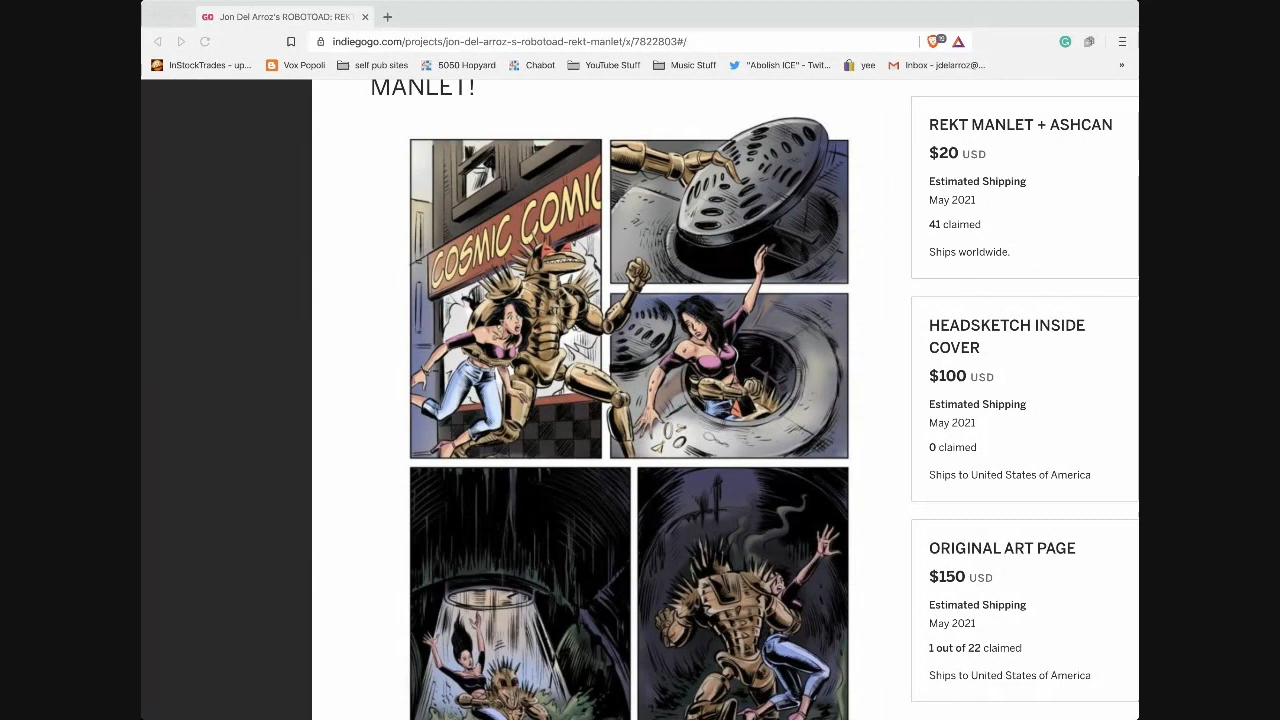 Jon Del Arroz's ROBOTOAD: REKT
indiegogo.com/projects/jon-del-arroz-s-robotoad-rekt-manlet/x/7822803#/
InStockTrades - up...
Vox Popoli
self pub sites
5050 Hopyard
Chabot
YouTube Stuff
Music Stuff
"Abolish ICE" - Twit...
yee
Inbox - jdelarroz@...
»
MANLET!
COSMIC COMIC
REKT MANLET + ASHCAN
$20 USD
Estimated Shipping
May 2021
41 claimed
Ships worldwide.
HEADSKETCH INSIDE
COVER
$100 USD
Estimated Shipping
May 2021
0 claimed
Ships to United States of America
ORIGINAL ART PAGE
$150 USD
Estimated Shipping
May 2021
1 out of 22 claimed
Ships to United States of America